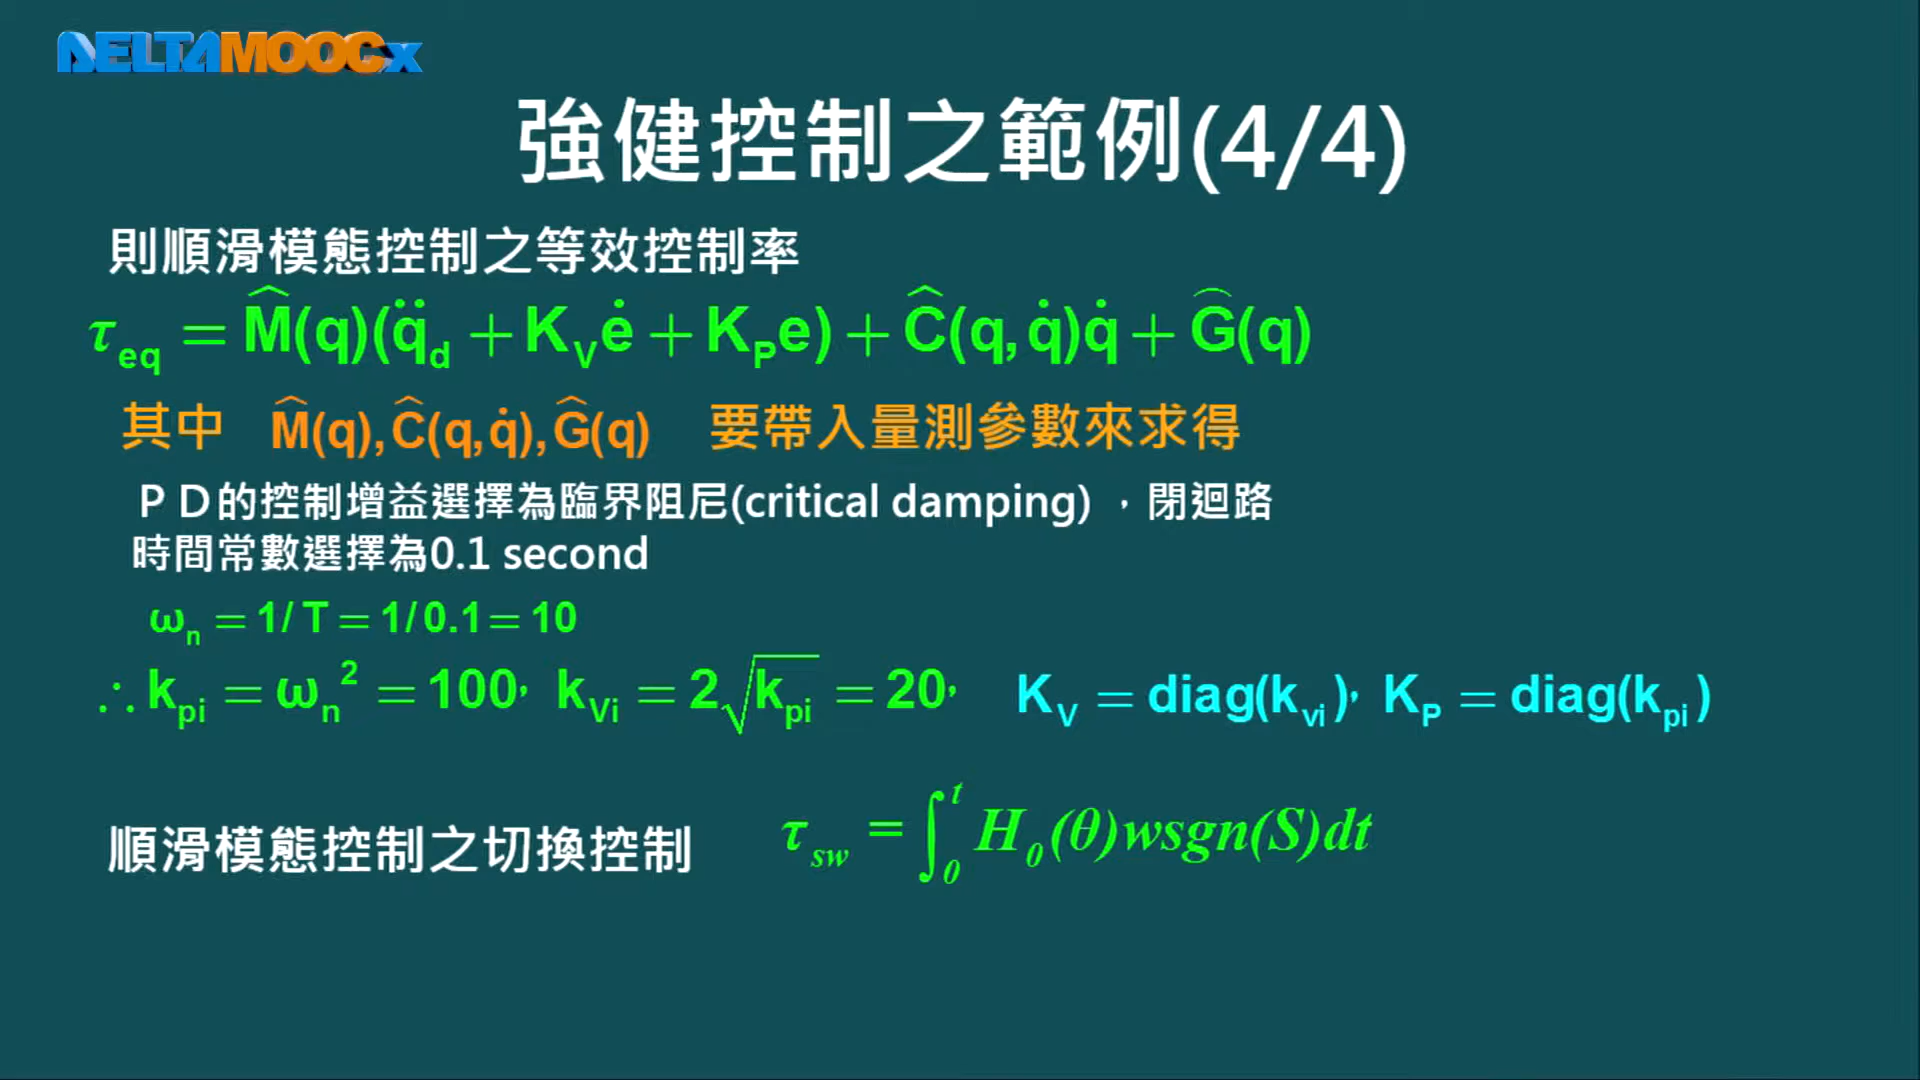 DELTAMOOCx
強健控制之範例(4/4)
則順滑模態控制之等效控制率
τ_eq = M̂(q)(q̈_d + K_V ė + K_P e) + Ĉ(q, q̇)q̇ + Ĝ(q)
其中 M̂(q), Ĉ(q, q̇), Ĝ(q) 要帶入量測參數來求得
ＰＤ的控制增益選擇為臨界阻尼(critical damping) ，閉迴路
時間常數選擇為0.1 second
ω_n = 1/ T = 1/ 0.1 = 10
∴ k_pi = ω_n² = 100, k_Vi = 2√k_pi = 20, K_V = diag(k_vi), K_P = diag(k_pi)
順滑模態控制之切換控制 τ_sw = ∫_0^t H_0(θ)wsgn(S)dt